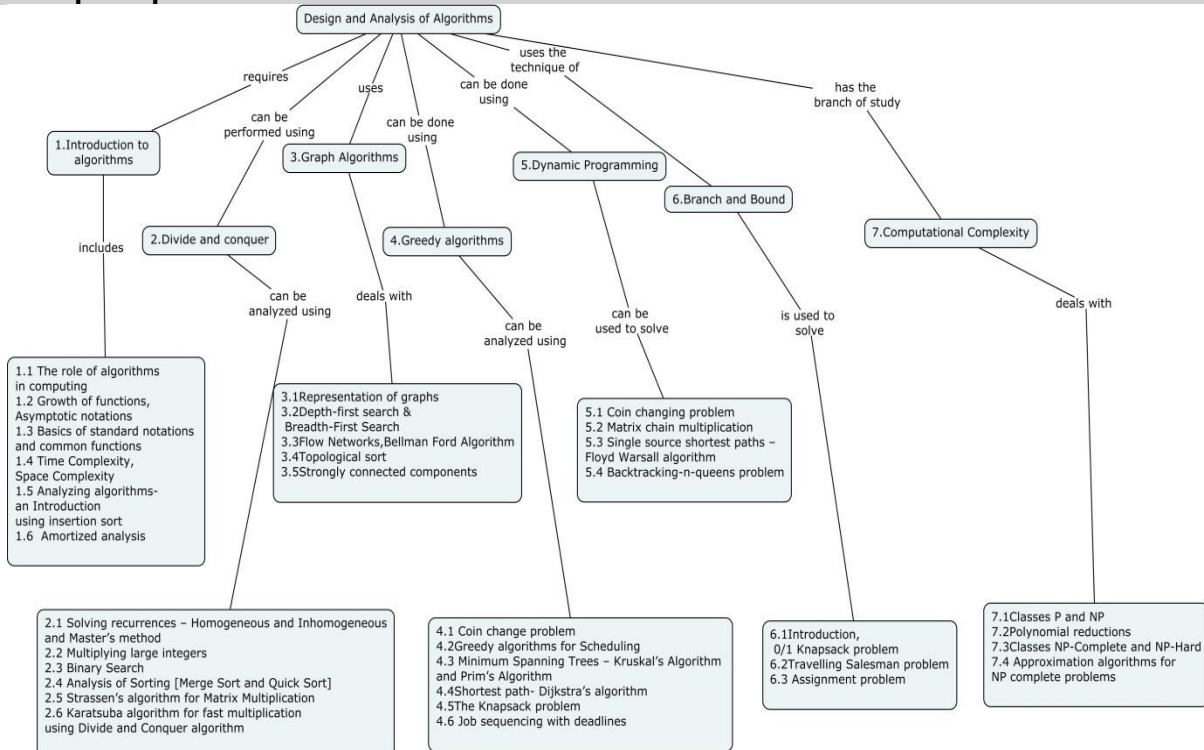 Design and Analysis of Algorithms
requires
can be
performed using
uses
can be done
using
can be done
using
uses the
technique of
has the
branch of study
1.Introduction to
algorithms
2.Divide and conquer
3.Graph Algorithms
4.Greedy algorithms
5.Dynamic Programming
6.Branch and Bound
7.Computational Complexity
includes
can be
analyzed using
deals with
can be
analyzed using
can be
used to solve
is used to
solve
deals with
1.1 The role of algorithms
in computing
1.2 Growth of functions,
Asymptotic notations
1.3 Basics of standard notations
and common functions
1.4 Time Complexity,
Space Complexity
1.5 Analyzing algorithms-
an Introduction
using insertion sort
1.6 Amortized analysis
2.1 Solving recurrences – Homogeneous and Inhomogeneous
and Master's method
2.2 Multiplying large integers
2.3 Binary Search
2.4 Analysis of Sorting [Merge Sort and Quick Sort]
2.5 Strassen's algorithm for Matrix Multiplication
2.6 Karatsuba algorithm for fast multiplication
using Divide and Conquer algorithm
3.1Representation of graphs
3.2Depth-first search &
Breadth-First Search
3.3Flow Networks,Bellman Ford Algorithm
3.4Topological sort
3.5Strongly connected components
4.1 Coin change problem
4.2Greedy algorithms for Scheduling
4.3 Minimum Spanning Trees – Kruskal's Algorithm
and Prim's Algorithm
4.4Shortest path- Dijkstra's algorithm
4.5The Knapsack problem
4.6 Job sequencing with deadlines
5.1 Coin changing problem
5.2 Matrix chain multiplication
5.3 Single source shortest paths –
Floyd Warsall algorithm
5.4 Backtracking-n-queens problem
6.1Introduction,
0/1 Knapsack problem
6.2Travelling Salesman problem
6.3 Assignment problem
7.1Classes P and NP
7.2Polynomial reductions
7.3Classes NP-Complete and NP-Hard
7.4 Approximation algorithms for
NP complete problems